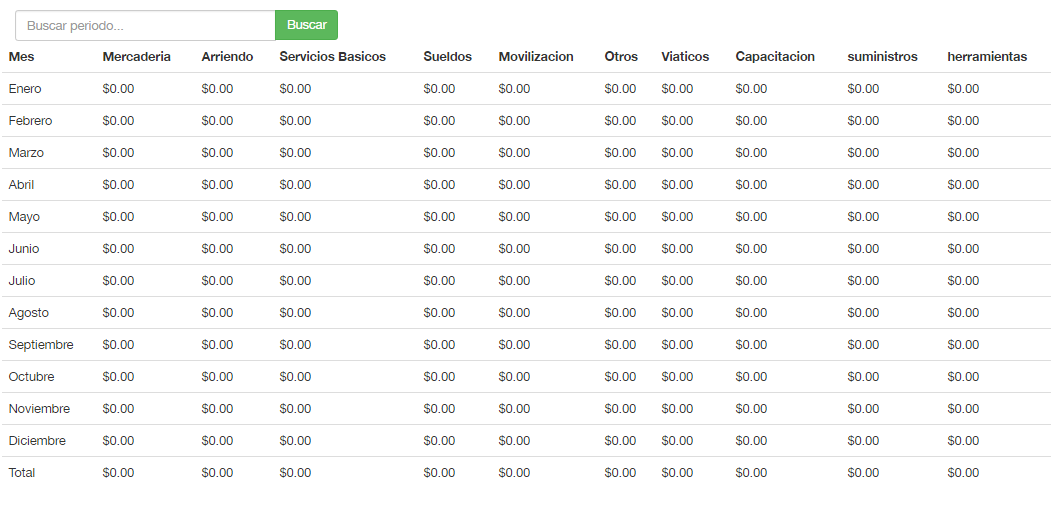 Buscar periodo... Buscar
Mes Mercaderia Arriendo Servicios Basicos Sueldos Movilizacion Otros Viaticos Capacitacion suministros herramientas
Enero $0.00 $0.00 $0.00 $0.00 $0.00 $0.00 $0.00 $0.00 $0.00 $0.00
Febrero $0.00 $0.00 $0.00 $0.00 $0.00 $0.00 $0.00 $0.00 $0.00 $0.00
Marzo $0.00 $0.00 $0.00 $0.00 $0.00 $0.00 $0.00 $0.00 $0.00 $0.00
Abril $0.00 $0.00 $0.00 $0.00 $0.00 $0.00 $0.00 $0.00 $0.00 $0.00
Mayo $0.00 $0.00 $0.00 $0.00 $0.00 $0.00 $0.00 $0.00 $0.00 $0.00
Junio $0.00 $0.00 $0.00 $0.00 $0.00 $0.00 $0.00 $0.00 $0.00 $0.00
Julio $0.00 $0.00 $0.00 $0.00 $0.00 $0.00 $0.00 $0.00 $0.00 $0.00
Agosto $0.00 $0.00 $0.00 $0.00 $0.00 $0.00 $0.00 $0.00 $0.00 $0.00
Septiembre $0.00 $0.00 $0.00 $0.00 $0.00 $0.00 $0.00 $0.00 $0.00 $0.00
Octubre $0.00 $0.00 $0.00 $0.00 $0.00 $0.00 $0.00 $0.00 $0.00 $0.00
Noviembre $0.00 $0.00 $0.00 $0.00 $0.00 $0.00 $0.00 $0.00 $0.00 $0.00
Diciembre $0.00 $0.00 $0.00 $0.00 $0.00 $0.00 $0.00 $0.00 $0.00 $0.00
Total $0.00 $0.00 $0.00 $0.00 $0.00 $0.00 $0.00 $0.00 $0.00 $0.00